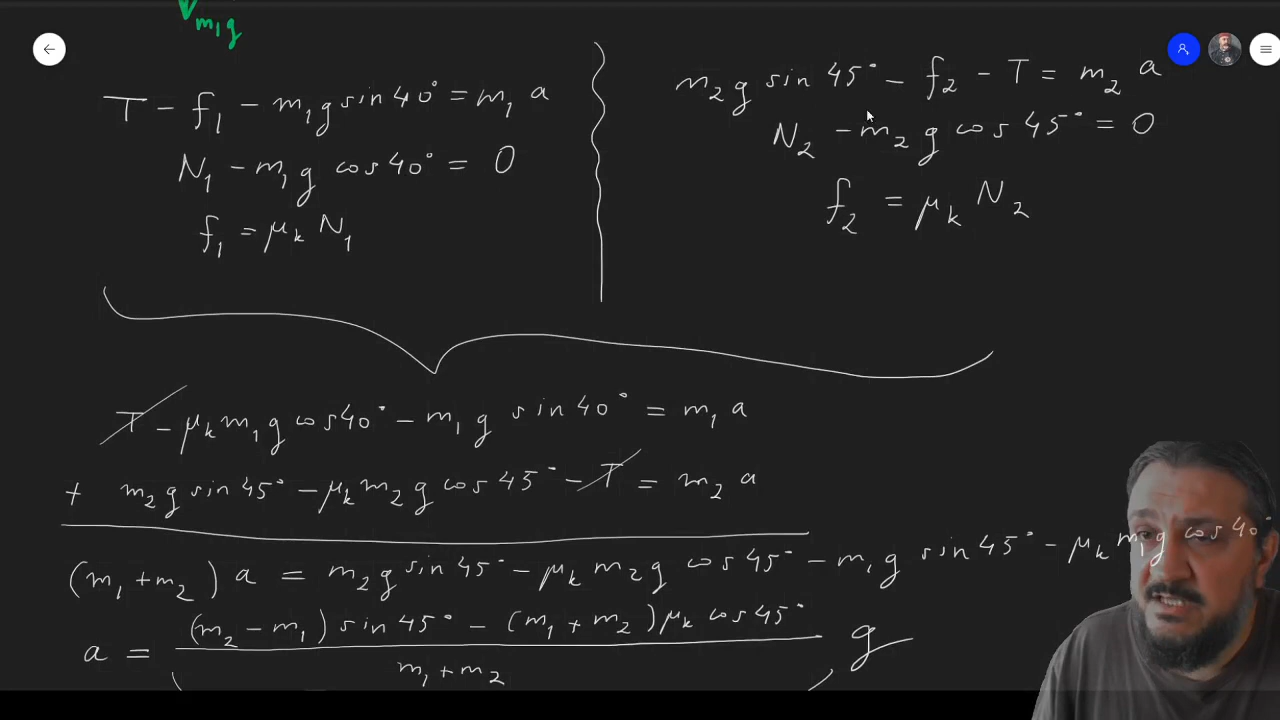 m₁g
T - f₁ - m₁g sin 40° = m₁ a
N₁ - m₁g cos 40° = 0
f₁ = μₖ N₁
m₂g sin 45° - f₂ - T = m₂ a
N₂ - m₂ g cos 45° = 0
f₂ = μₖ N₂
T - μₖ m₁ g cos 40° - m₁ g sin 40° = m₁ a
+ m₂ g sin 45° - μₖ m₂ g cos 45° - T = m₂ a
(m₁ + m₂) a = m₂ g sin 45° - μₖ m₂ g cos 45° - m₁ g sin 45° - μₖ m₁ g cos 40°
(m₂ - m₁) sin 45° - (m₁ + m₂) μₖ cos 45°
a = g
m₁ + m₂